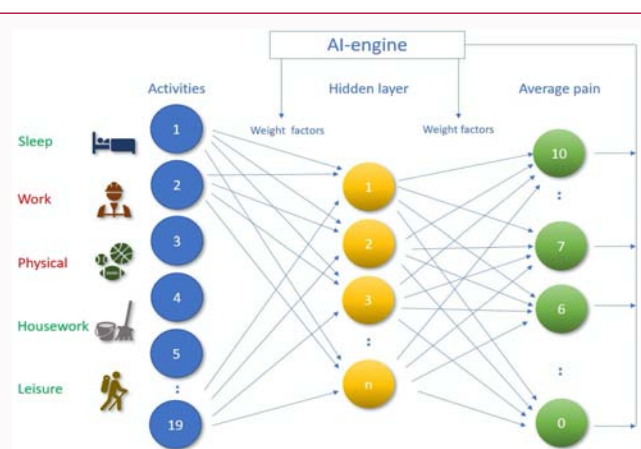 AI-engine
Activities
Hidden layer
Average pain
Weight factors
Weight factors
Sleep
Work
Physical
Housework
Leisure
1
2
3
4
5
:
19
1
2
3
:
n
10
:
7
6
:
0